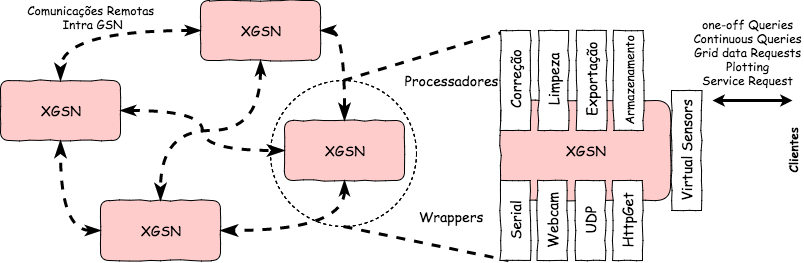 Comunicações Remotas
Intra GSN
XGSN
XGSN
XGSN
XGSN
Processadores
Wrappers
Correção
Limpeza
Exportação
Armazenamento
XGSN
Serial
Webcam
UDP
HttpGet
Virtual Sensors
one-off Queries
Continuous Queries
Grid data Requests
Plotting
Service Request
Clientes